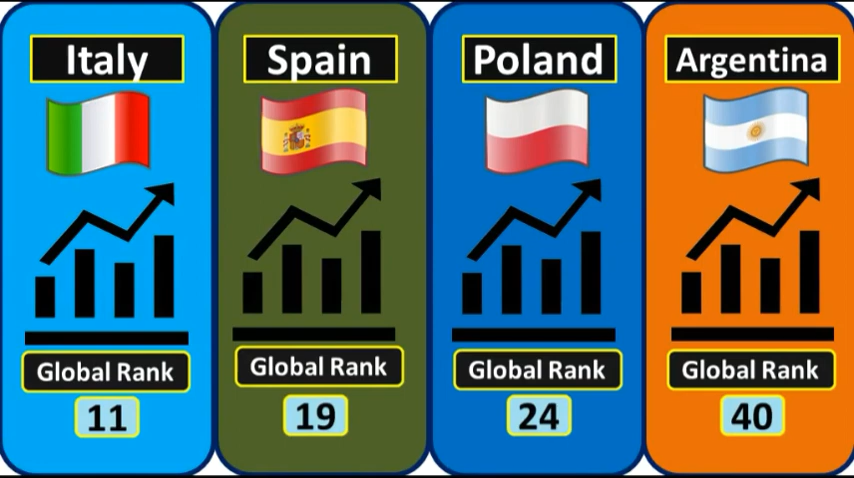 Italy
Global Rank
11
Spain
Global Rank
19
Poland
Global Rank
24
Argentina
Global Rank
40